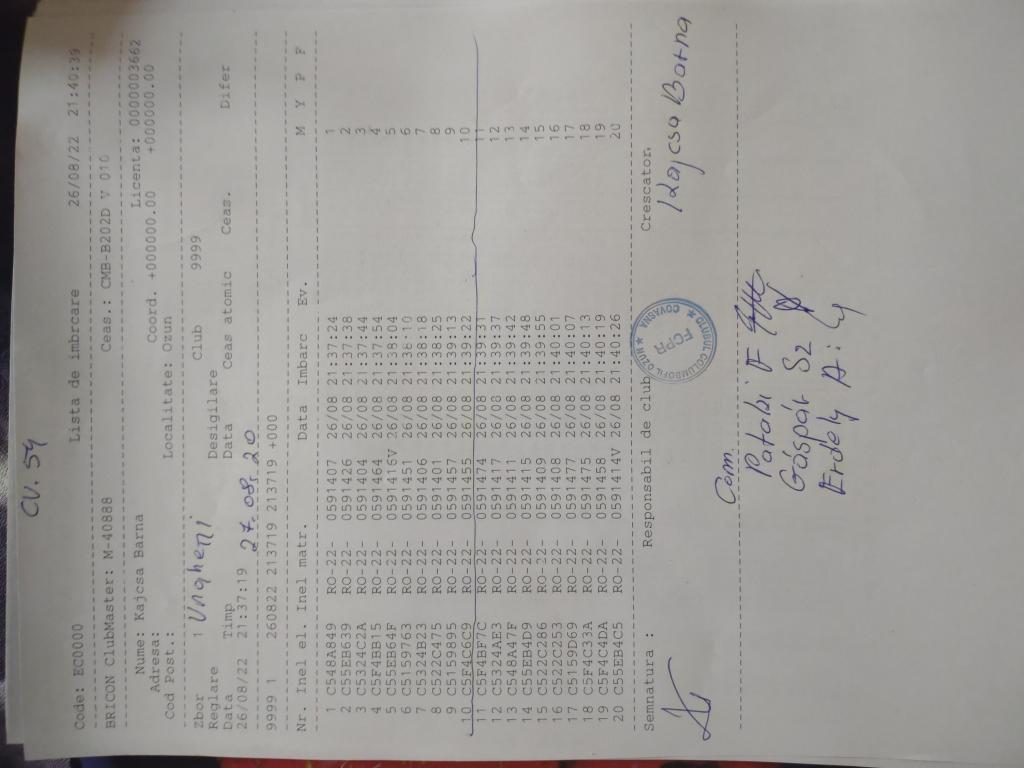 CV. 54
Code: EC0000 Lista de imbrcare 26/08/22 21:40:39
BRICON ClubMaster: M-40888 Ceas.: CMB-B202D V 010
Nume: Kajcsa Barna Licenta: 0000003662
Adresa: Coord. +000000.00 +000000.00
Cod Post.: Localitate: Ozun
Zbor 1 Ungheni Club 9999
Reglare Desigilare
Data Timp Data Ceas atomic Ceas. Difer
26/08/22 21:37:19 27.08. 20
9999 1 260822 213719 213719 +000
Nr. Inel el. Inel matr. Data Imbarc Ev. M Y P F
1 C548A849 RO-22- 0591407 26/08 21:37:24 1
2 C55EB639 RO-22- 0591426 26/08 21:37:38 2
3 C5324C2A RO-22- 0591404 26/08 21:37:44 3
4 C5F4BB15 RO-22- 0591464 26/08 21:37:54 4
5 C55EB64F RO-22- 0591416V 26/08 21:38:04 5
6 C5159763 RO-22- 0591451 26/08 21:38:10 6
7 C5324B23 RO-22- 0591406 26/08 21:38:18 7
8 C522C475 RO-22- 0591401 26/08 21:38:25 8
9 C5159895 RO-22- 0591457 26/08 21:39:13 9
10 C5F4C6C9 RO-22- 0591455 26/08 21:39:22 10
11 C5F4BF7C RO-22- 0591474 26/08 21:39:31 11
12 C5324AE3 RO-22- 0591417 26/08 21:39:37 12
13 C548A47F RO-22- 0591411 26/08 21:39:42 13
14 C55EB4D9 RO-22- 0591415 26/08 21:39:48 14
15 C522C286 RO-22- 0591409 26/08 21:39:55 15
16 C522C253 RO-22- 0591408 26/08 21:40:01 16
17 C5159D69 RO-22- 0591477 26/08 21:40:07 17
18 C5F4C33A RO-22- 0591475 26/08 21:40:13 18
19 C5F4C4DA RO-22- 0591458 26/08 21:40:19 19
20 C55EB4C5 RO-22- 0591414V 26/08 21:40:26 20
Semnatura : Responsabil de club Crescator.
Kajcsa Barna
CLUBUL COLUMBOFIL OZUN ★ COVASNA ★
FCPR
Com.
Pataki F
Gáspár Sz
Erdely A: